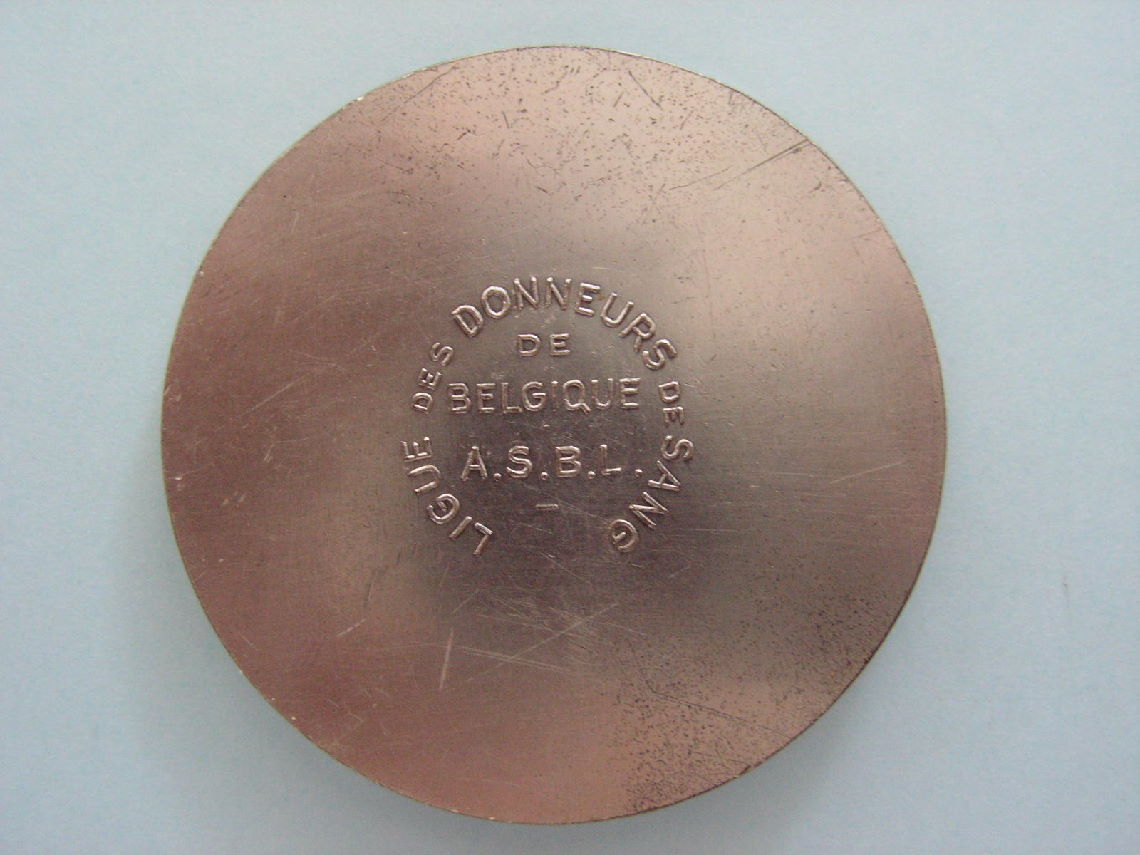 LIGUE DES DONNEURS DE SANG
DE
BELGIQUE
A.S.B.L.